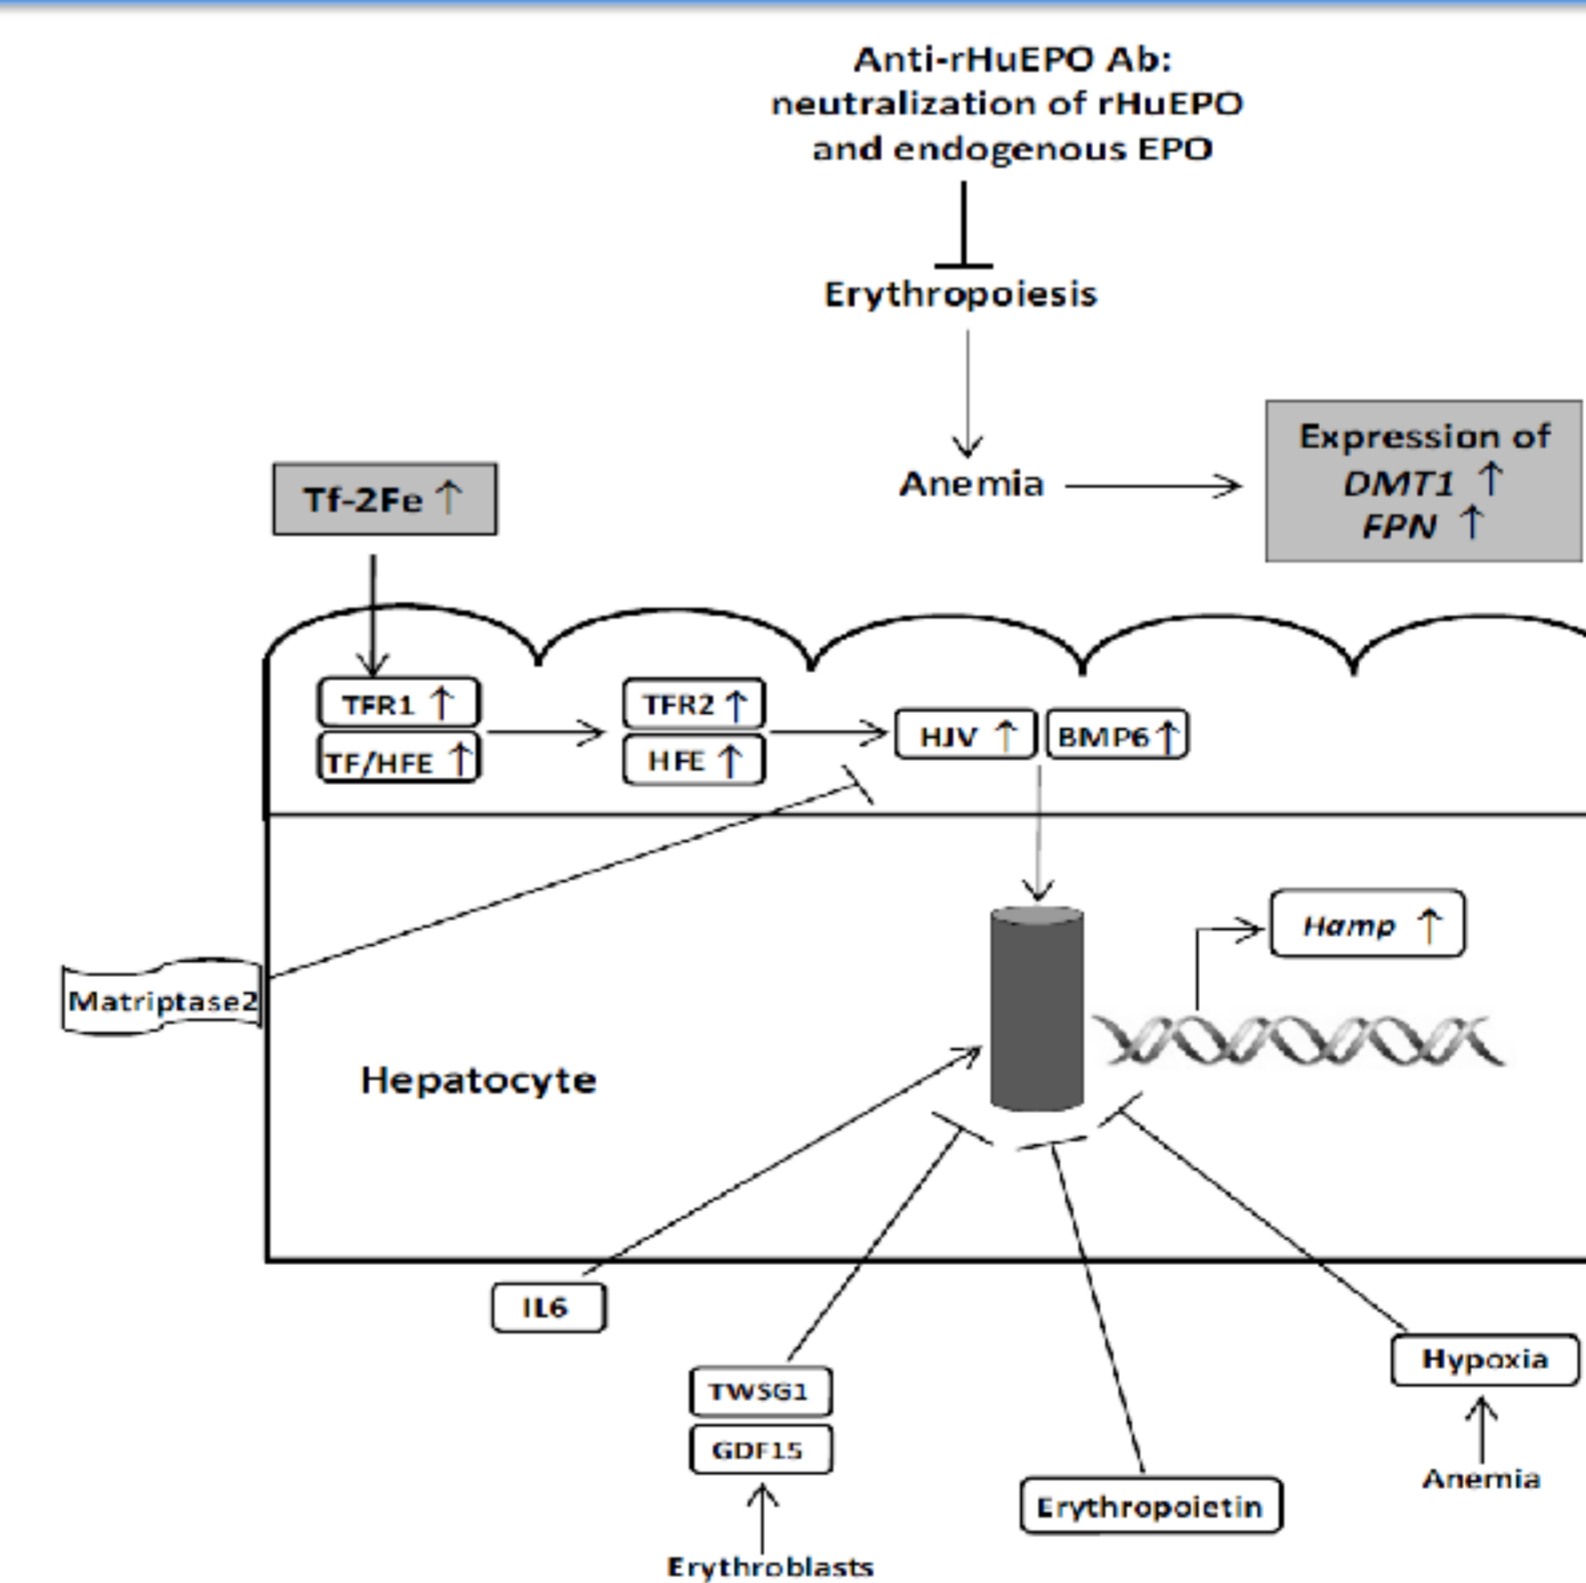 Anti-rHuEPO Ab:
neutralization of rHuEPO
and endogenous EPO
Erythropoiesis
Anemia
Expression of
DMT1 ↑
FPN ↑
Tf-2Fe ↑
TFR1 ↑
TF/HFE ↑
TFR2 ↑
HFE ↑
HJV ↑
BMP6 ↑
Hamp ↑
Matriptase2
Hepatocyte
IL6
TWSG1
GDF15
Erythroblasts
Erythropoietin
Hypoxia
Anemia